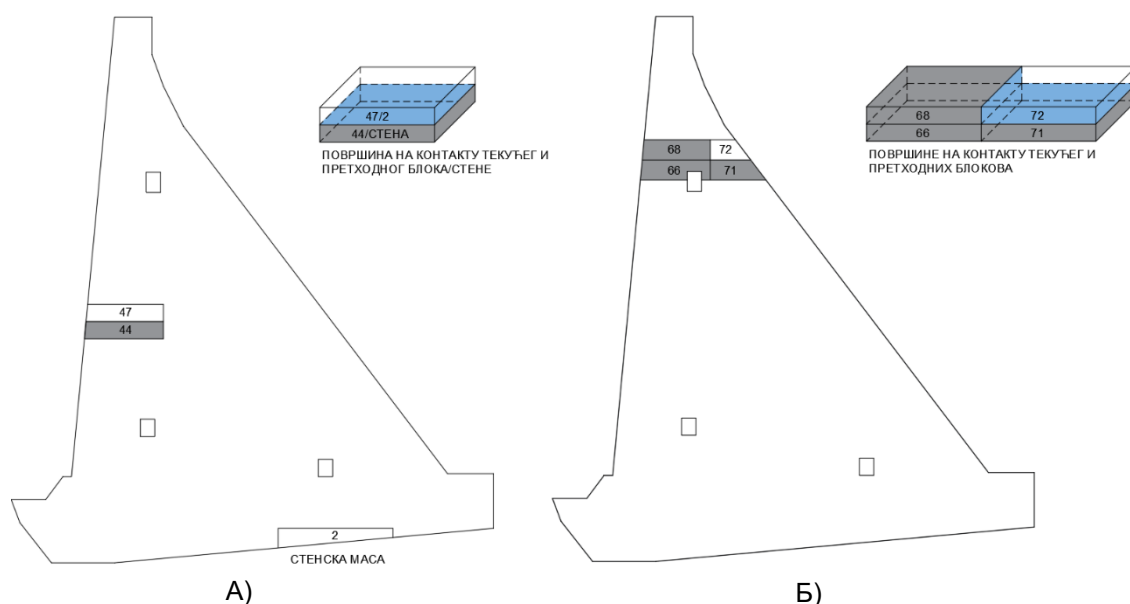 47/2
44/СТЕНА
ПОВРШИНА НА КОНТАКТУ ТЕКУЋЕГ И
ПРЕТХОДНОГ БЛОКА/СТЕНЕ
47
44
2
СТЕНСКА МАСА
А)
68
72
66
71
ПОВРШИНЕ НА КОНТАКТУ ТЕКУЋЕГ И
ПРЕТХОДНИХ БЛОКОВА
68
72
66
71
Б)